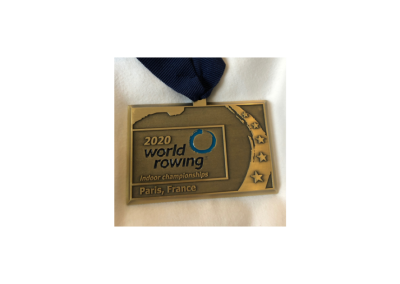 2020
world
rowing
Indoor championships
Paris, France